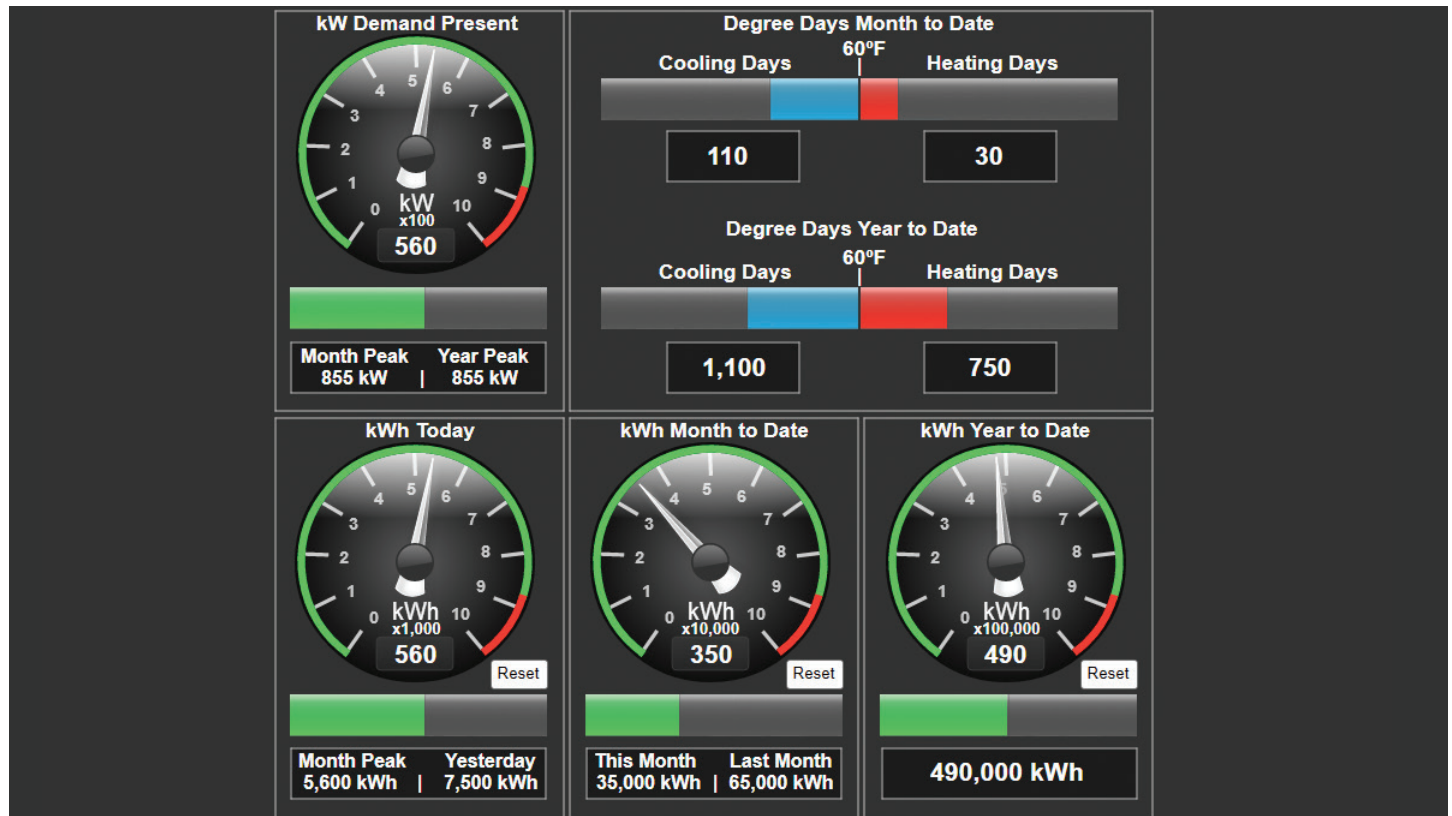 kW Demand Present
0 1 2 3 4 5 6 7 8 9 10
kW
x100
560
Month Peak | Year Peak
855 kW | 855 kW
Degree Days Month to Date
60ºF
Cooling Days | Heating Days
110 30
Degree Days Year to Date
60ºF
Cooling Days | Heating Days
1,100 750
kWh Today
0 1 2 3 4 5 6 7 8 9 10
kWh
x1,000
560
Reset
Month Peak Yesterday
5,600 kWh | 7,500 kWh
kWh Month to Date
0 1 2 3 4 5 6 7 8 9 10
kWh
x10,000
350
Reset
This Month Last Month
35,000 kWh | 65,000 kWh
kWh Year to Date
0 1 2 3 4 5 6 7 8 9 10
kWh
x100,000
490
Reset
490,000 kWh